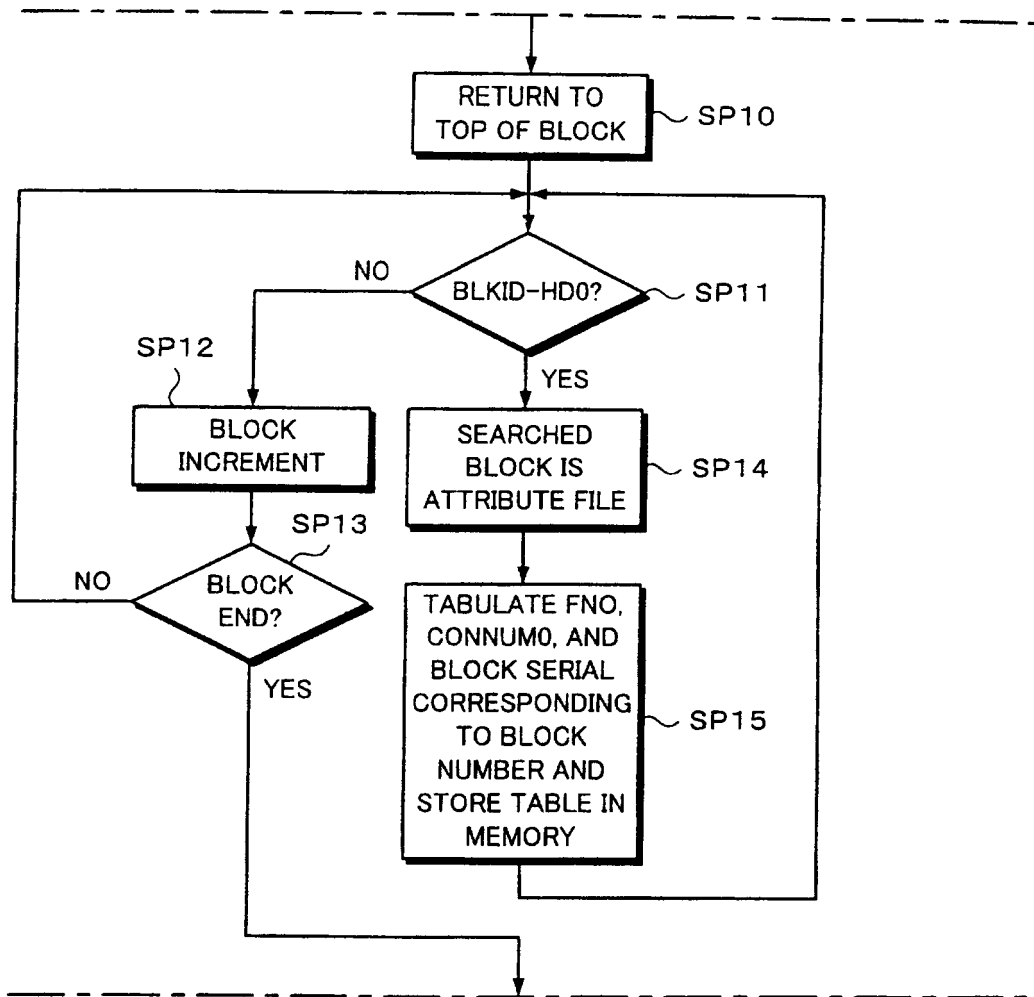 RETURN TO
TOP OF BLOCK
SP10
NO
BLKID-HD0?
SP11
SP12
YES
BLOCK
INCREMENT
SEARCHED
BLOCK IS
ATTRIBUTE FILE
SP14
SP13
NO
BLOCK
END?
YES
TABULATE FNO,
CONNUM0, AND
BLOCK SERIAL
CORRESPONDING
TO BLOCK
NUMBER AND
STORE TABLE IN
MEMORY
SP15